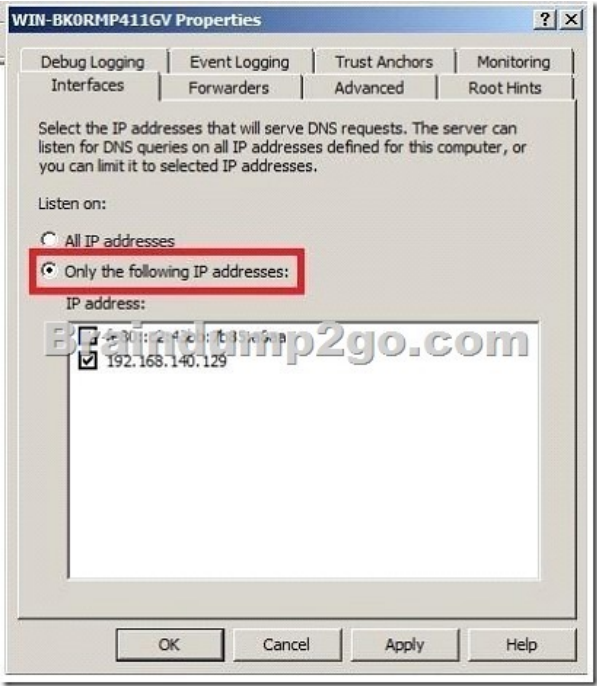 WIN-BK0RMP411GV Properties
Debug Logging
Event Logging
Trust Anchors
Monitoring
Interfaces
Forwarders
Advanced
Root Hints
Select the IP addresses that will serve DNS requests. The server can
listen for DNS queries on all IP addresses defined for this computer, or
you can limit it to selected IP addresses.
Listen on:
All IP addresses
Only the following IP addresses:
IP address:
Braindump2go.com
192.168.140.129
OK
Cancel
Apply
Help